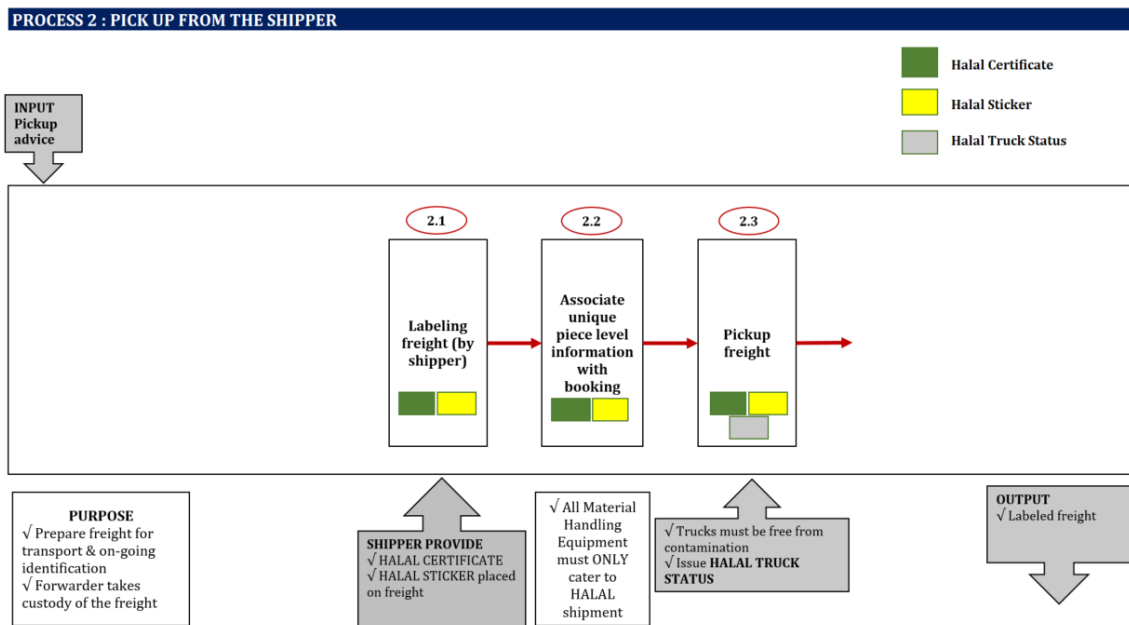 PROCESS 2 : PICK UP FROM THE SHIPPER
Halal Certificate
Halal Sticker
Halal Truck Status
INPUT
Pickup
advice
2.1
2.2
2.3
Labeling
freight (by
shipper)
Associate
unique
piece level
information
with
booking
Pickup
freight
PURPOSE
√ Prepare freight for
transport & on-going
identification
√ Forwarder takes
custody of the freight
SHIPPER PROVIDE
√ HALAL CERTIFICATE
√ HALAL STICKER placed
on freight
√ All Material
Handling
Equipment
must ONLY
cater to
HALAL
shipment
√ Trucks must be free from
contamination
√ Issue HALAL TRUCK
STATUS
OUTPUT
√ Labeled freight